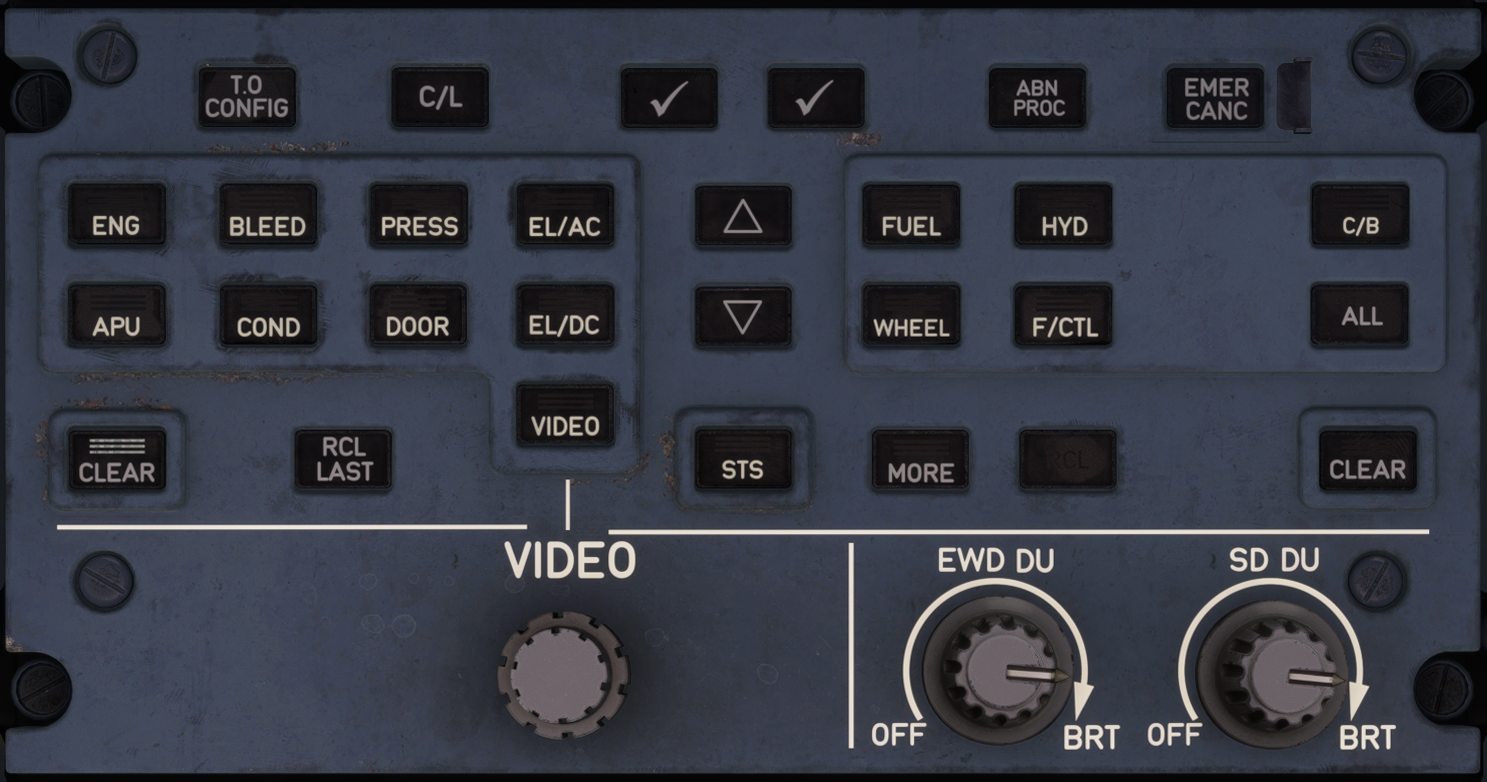 T.O
CONFIG
C/L
ABN
PROC
EMER
CANC
ENG
BLEED
PRESS
EL/AC
FUEL
HYD
C/B
APU
COND
DOOR
EL/DC
WHEEL
F/CTL
ALL
VIDEO
CLEAR
RCL
LAST
STS
MORE
RCL
CLEAR
VIDEO
EWD DU
SD DU
OFF
BRT
OFF
BRT